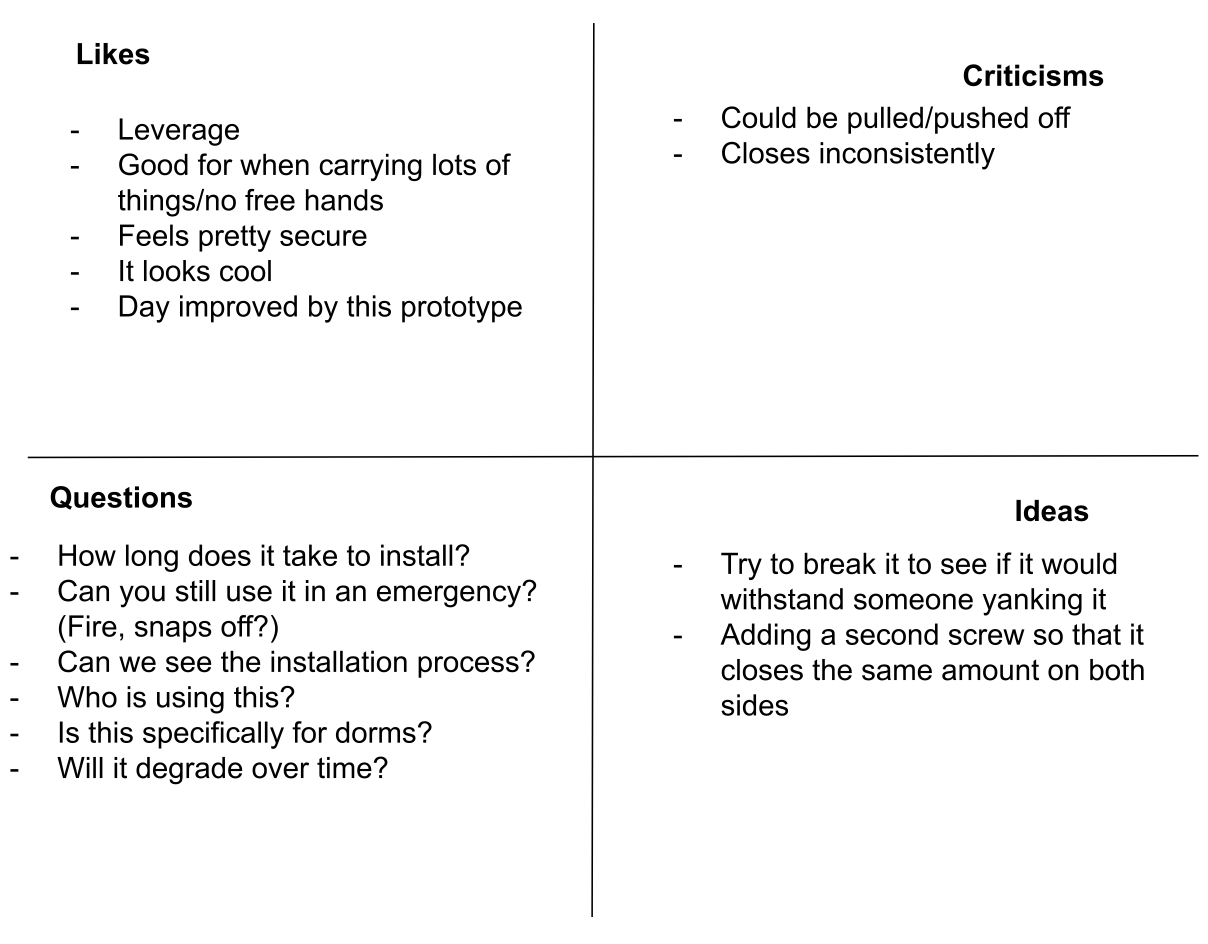 Likes
- Leverage
- Good for when carrying lots of
things/no free hands
- Feels pretty secure
- It looks cool
- Day improved by this prototype
Criticisms
- Could be pulled/pushed off
- Closes inconsistently
Questions
- How long does it take to install?
- Can you still use it in an emergency?
(Fire, snaps off?)
- Can we see the installation process?
- Who is using this?
- Is this specifically for dorms?
- Will it degrade over time?
Ideas
- Try to break it to see if it would
withstand someone yanking it
- Adding a second screw so that it
closes the same amount on both
sides